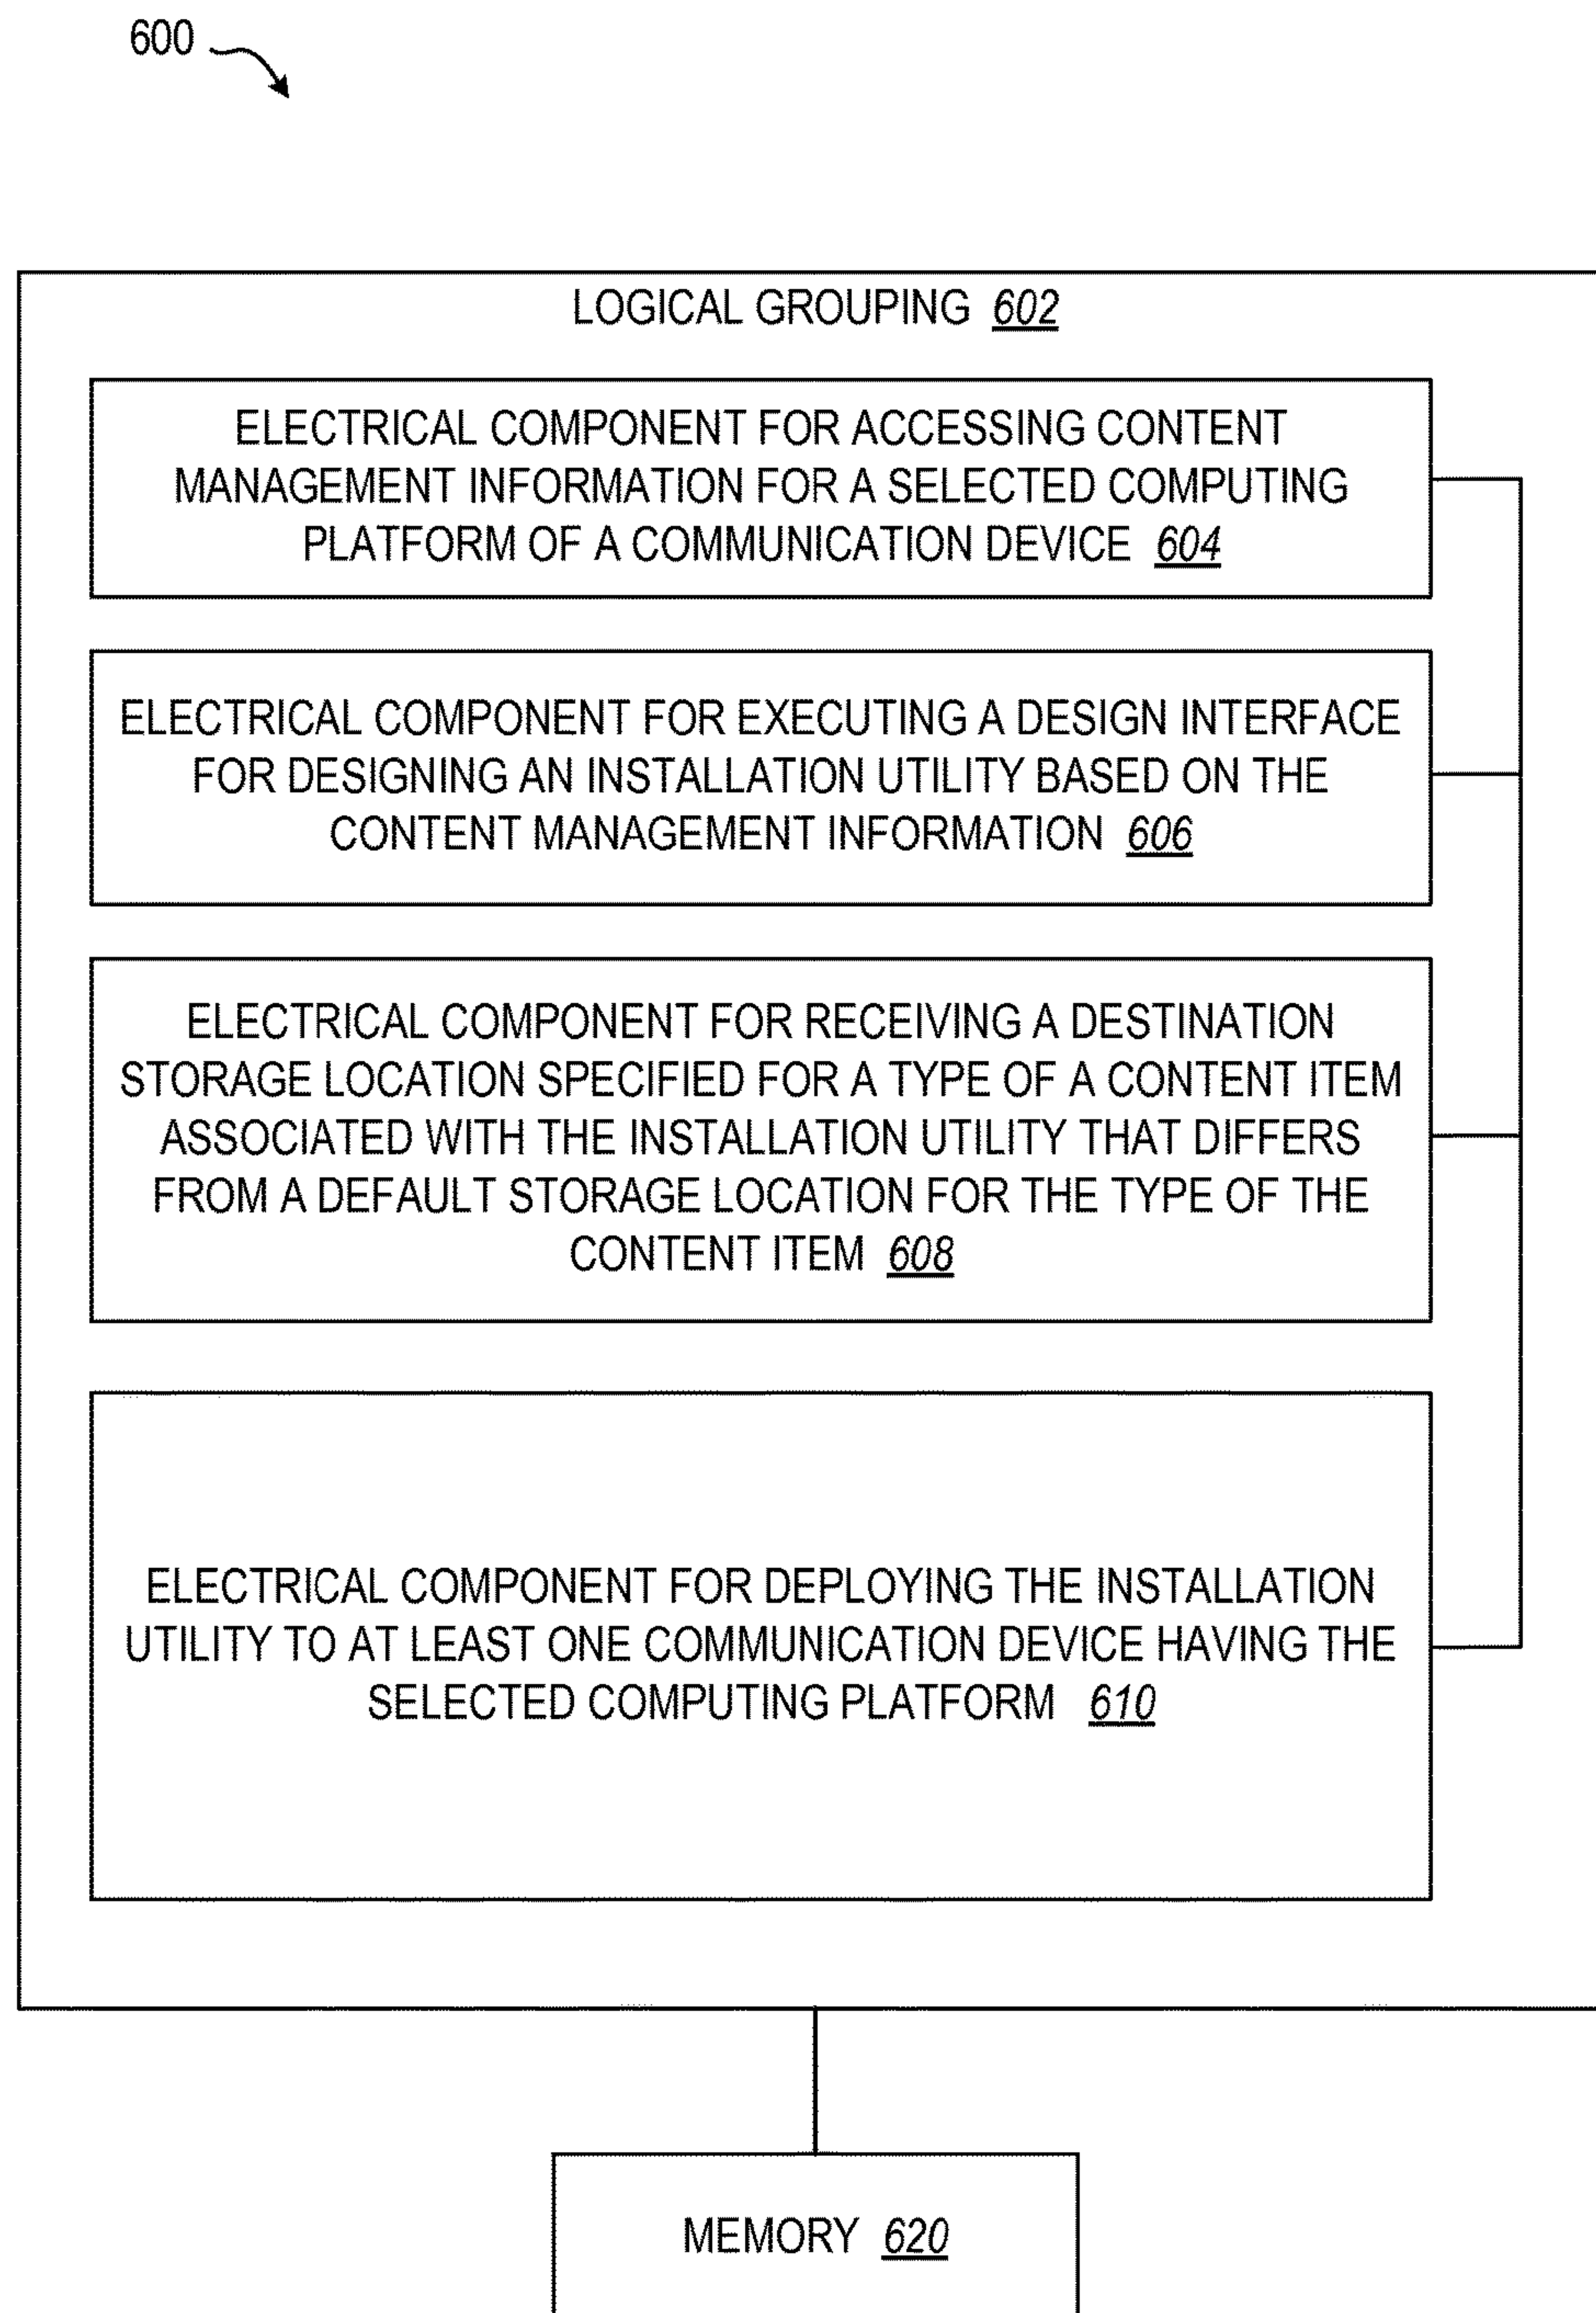 600
LOGICAL GROUPING 602
ELECTRICAL COMPONENT FOR ACCESSING CONTENT
MANAGEMENT INFORMATION FOR A SELECTED COMPUTING
PLATFORM OF A COMMUNICATION DEVICE 604
ELECTRICAL COMPONENT FOR EXECUTING A DESIGN INTERFACE
FOR DESIGNING AN INSTALLATION UTILITY BASED ON THE
CONTENT MANAGEMENT INFORMATION 606
ELECTRICAL COMPONENT FOR RECEIVING A DESTINATION
STORAGE LOCATION SPECIFIED FOR A TYPE OF A CONTENT ITEM
ASSOCIATED WITH THE INSTALLATION UTILITY THAT DIFFERS
FROM A DEFAULT STORAGE LOCATION FOR THE TYPE OF THE
CONTENT ITEM 608
ELECTRICAL COMPONENT FOR DEPLOYING THE INSTALLATION
UTILITY TO AT LEAST ONE COMMUNICATION DEVICE HAVING THE
SELECTED COMPUTING PLATFORM 610
MEMORY 620